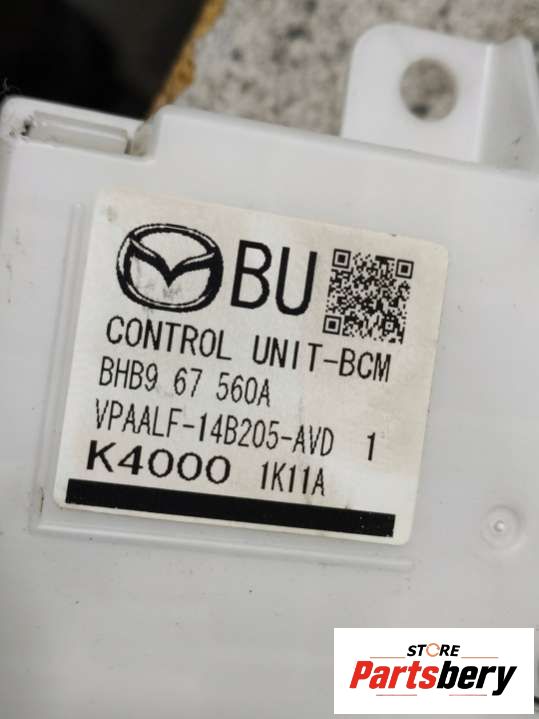 BU
CONTROL UNIT-BCM
BHB9 67 560A
VPAALF-14B205-AVD 1
K4000 1K11A
STORE
Partsbery